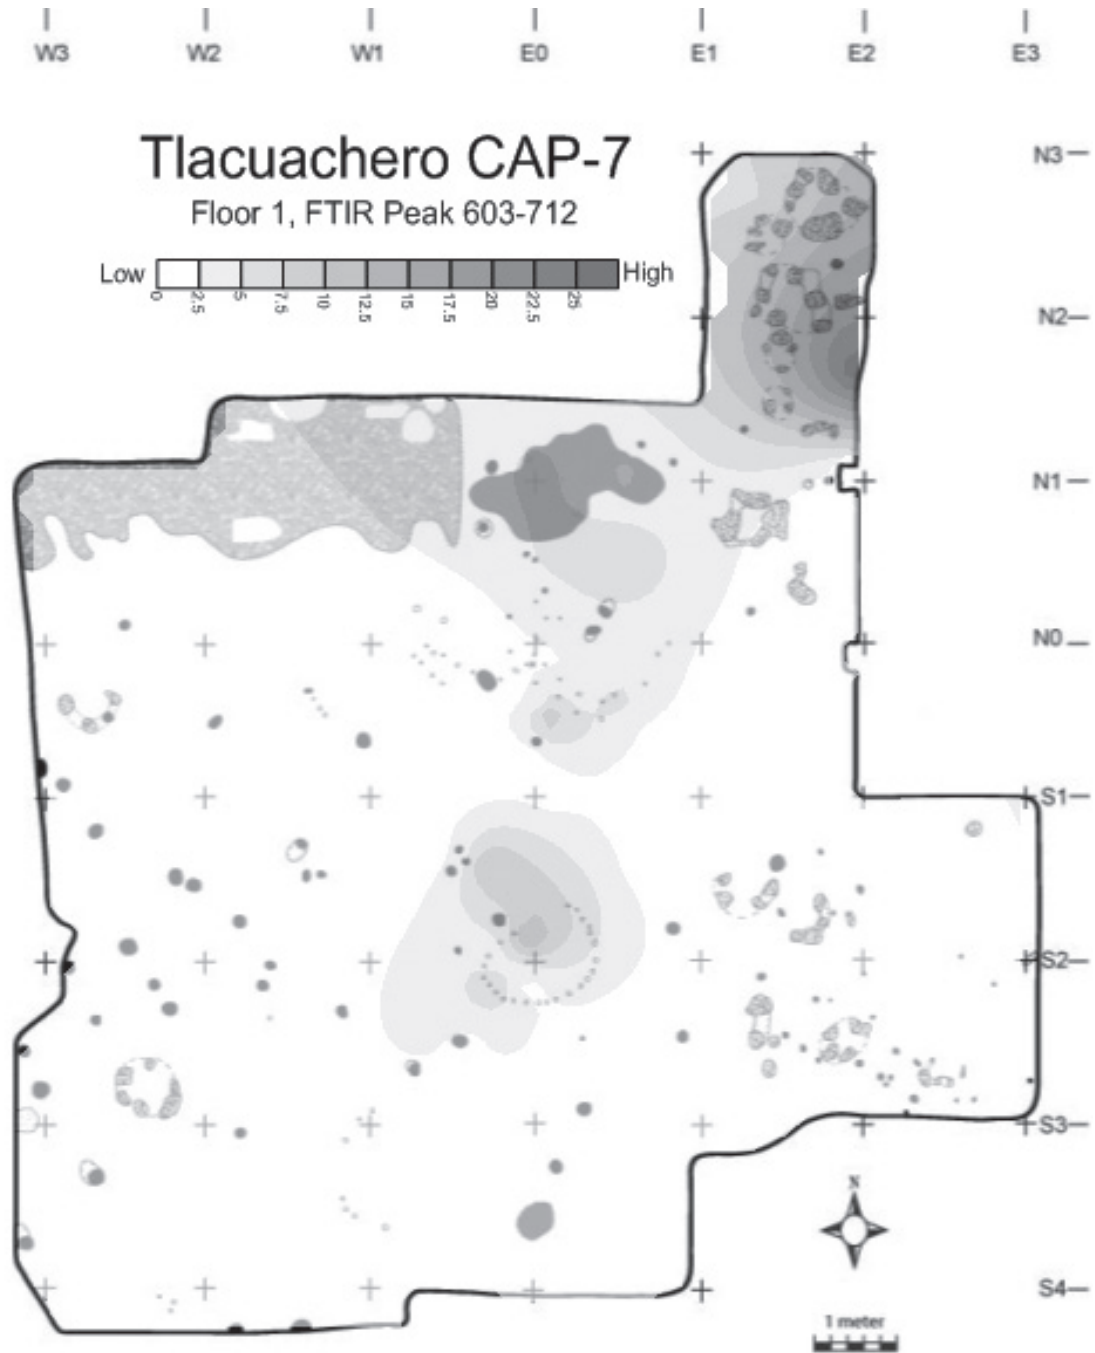 W3 W2 W1 E0 E1 E2 E3
Tlacuachero CAP-7
Floor 1, FTIR Peak 603-712
Low High
0 2.5 5 7.5 10 12.5 15 17.5 20 22.5 25
N3
N2
N1
N0
S1
S2
S3
N
S4
1 meter